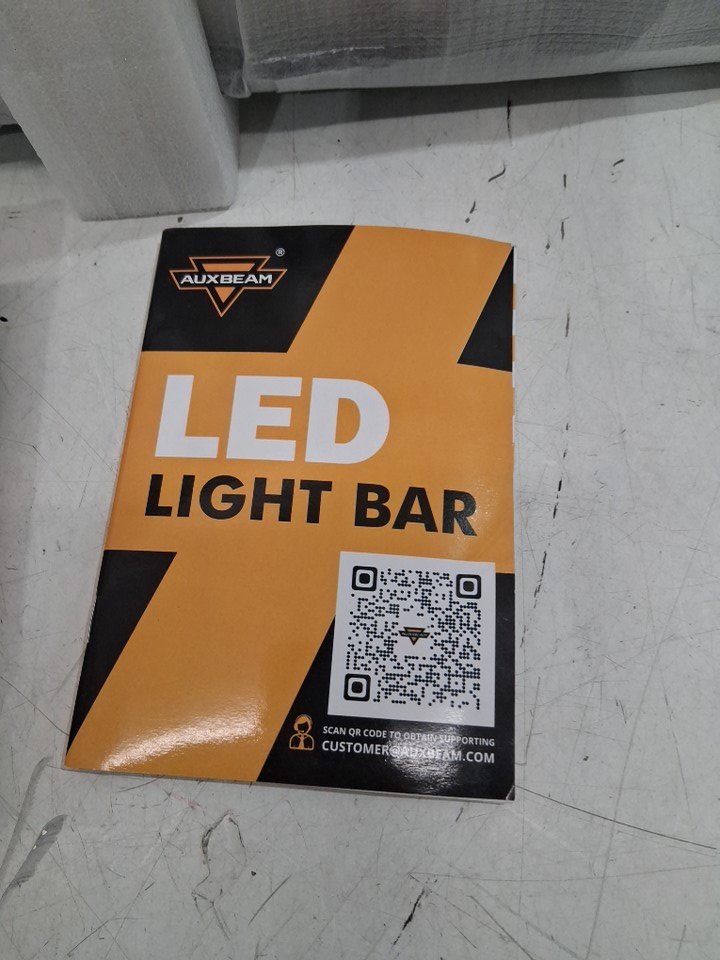 AUXBEAM®
LED
LIGHT BAR
SCAN QR CODE TO OBTAIN SUPPORTING
CUSTOMER@AUXBEAM.COM